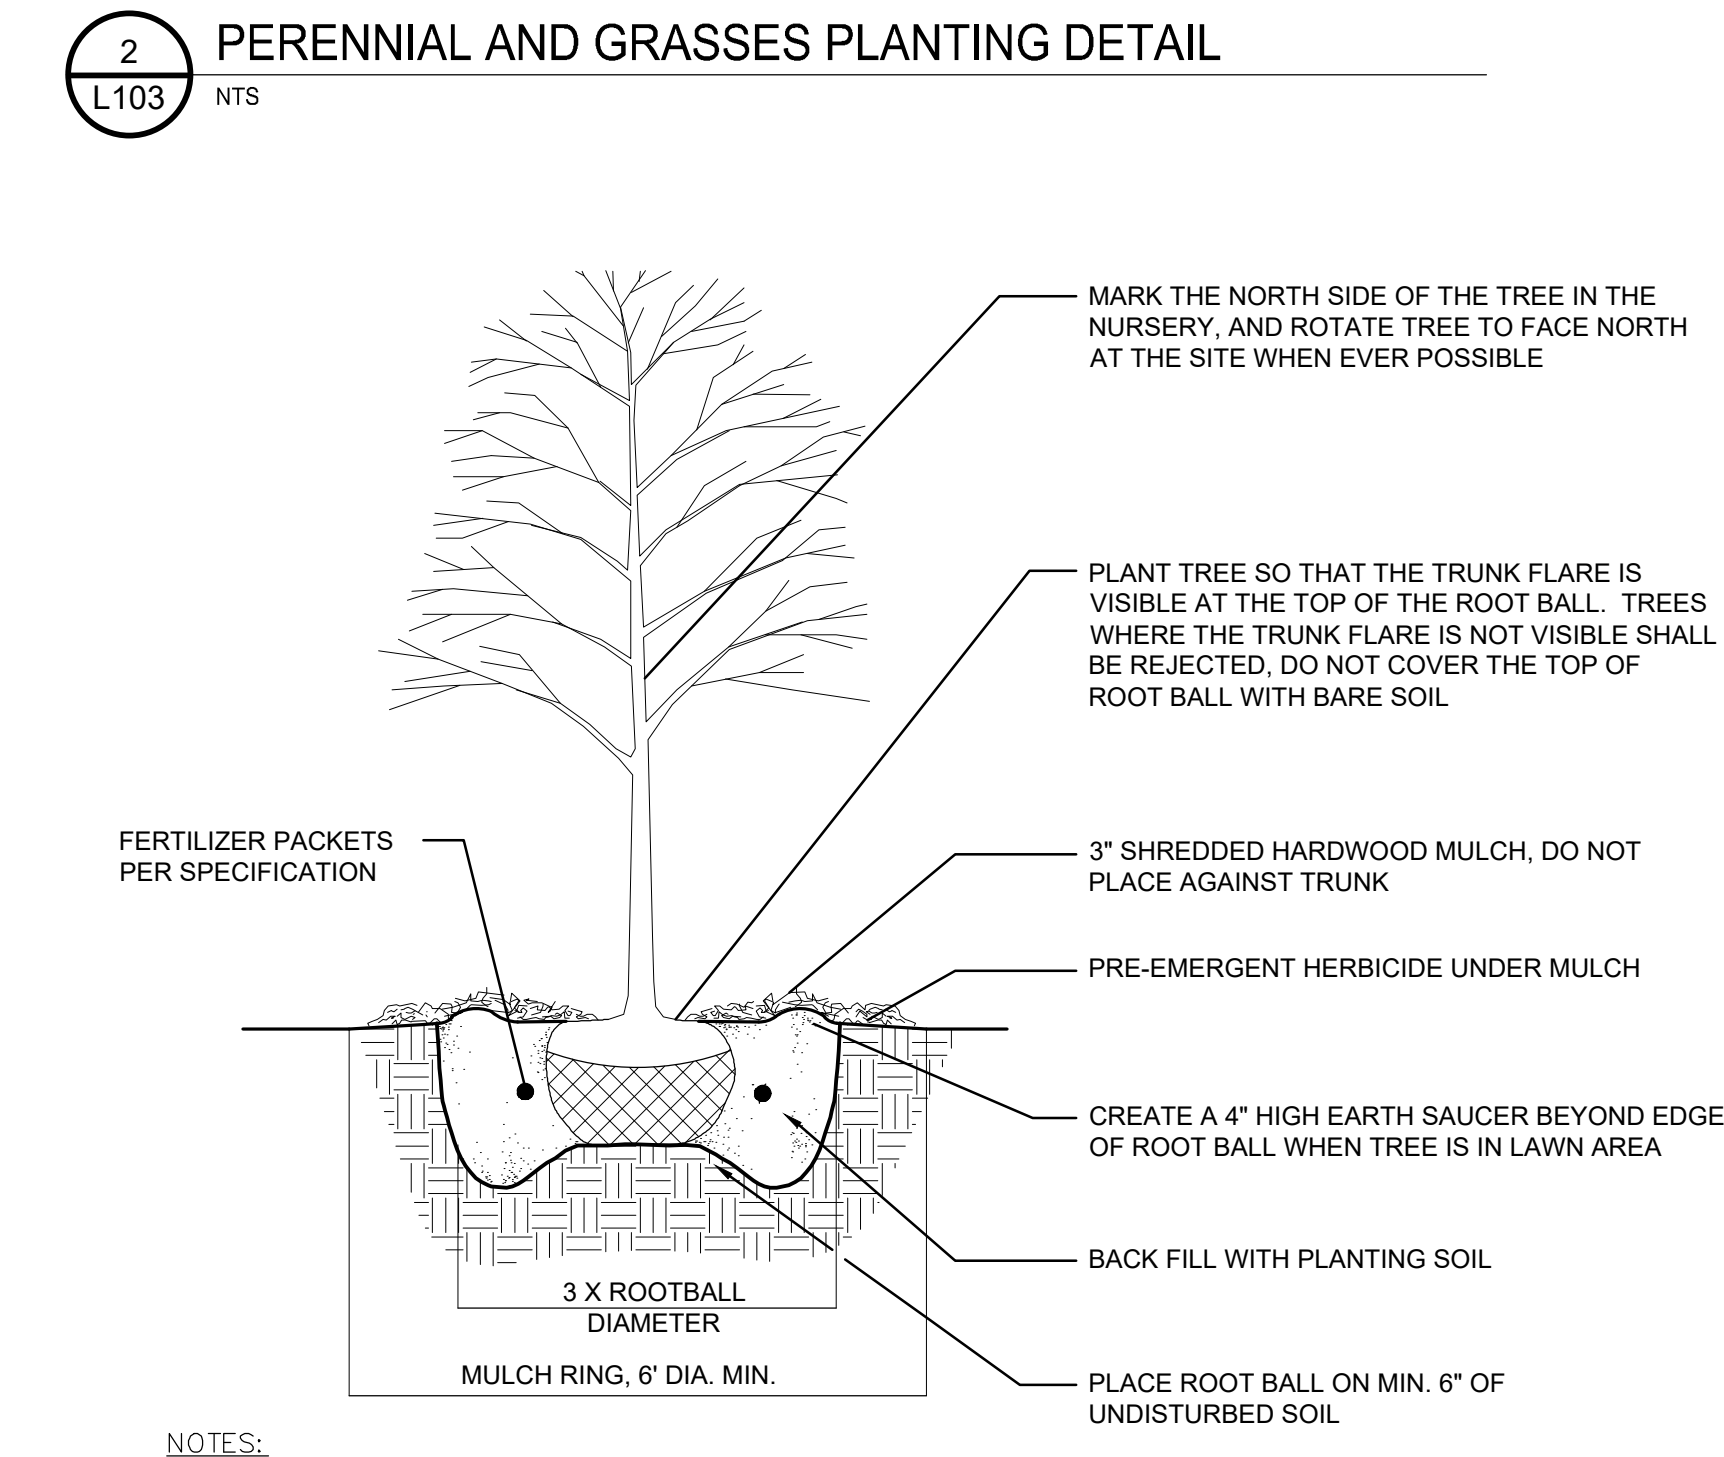 2
L103
PERENNIAL AND GRASSES PLANTING DETAIL
NTS
MARK THE NORTH SIDE OF THE TREE IN THE
NURSERY, AND ROTATE TREE TO FACE NORTH
AT THE SITE WHEN EVER POSSIBLE
PLANT TREE SO THAT THE TRUNK FLARE IS
VISIBLE AT THE TOP OF THE ROOT BALL. TREES
WHERE THE TRUNK FLARE IS NOT VISIBLE SHALL
BE REJECTED, DO NOT COVER THE TOP OF
ROOT BALL WITH BARE SOIL
FERTILIZER PACKETS
PER SPECIFICATION
3" SHREDDED HARDWOOD MULCH, DO NOT
PLACE AGAINST TRUNK
PRE-EMERGENT HERBICIDE UNDER MULCH
CREATE A 4" HIGH EARTH SAUCER BEYOND EDGE
OF ROOT BALL WHEN TREE IS IN LAWN AREA
BACK FILL WITH PLANTING SOIL
3 X ROOTBALL
DIAMETER
MULCH RING, 6' DIA. MIN.
PLACE ROOT BALL ON MIN. 6" OF
UNDISTURBED SOIL
NOTES: